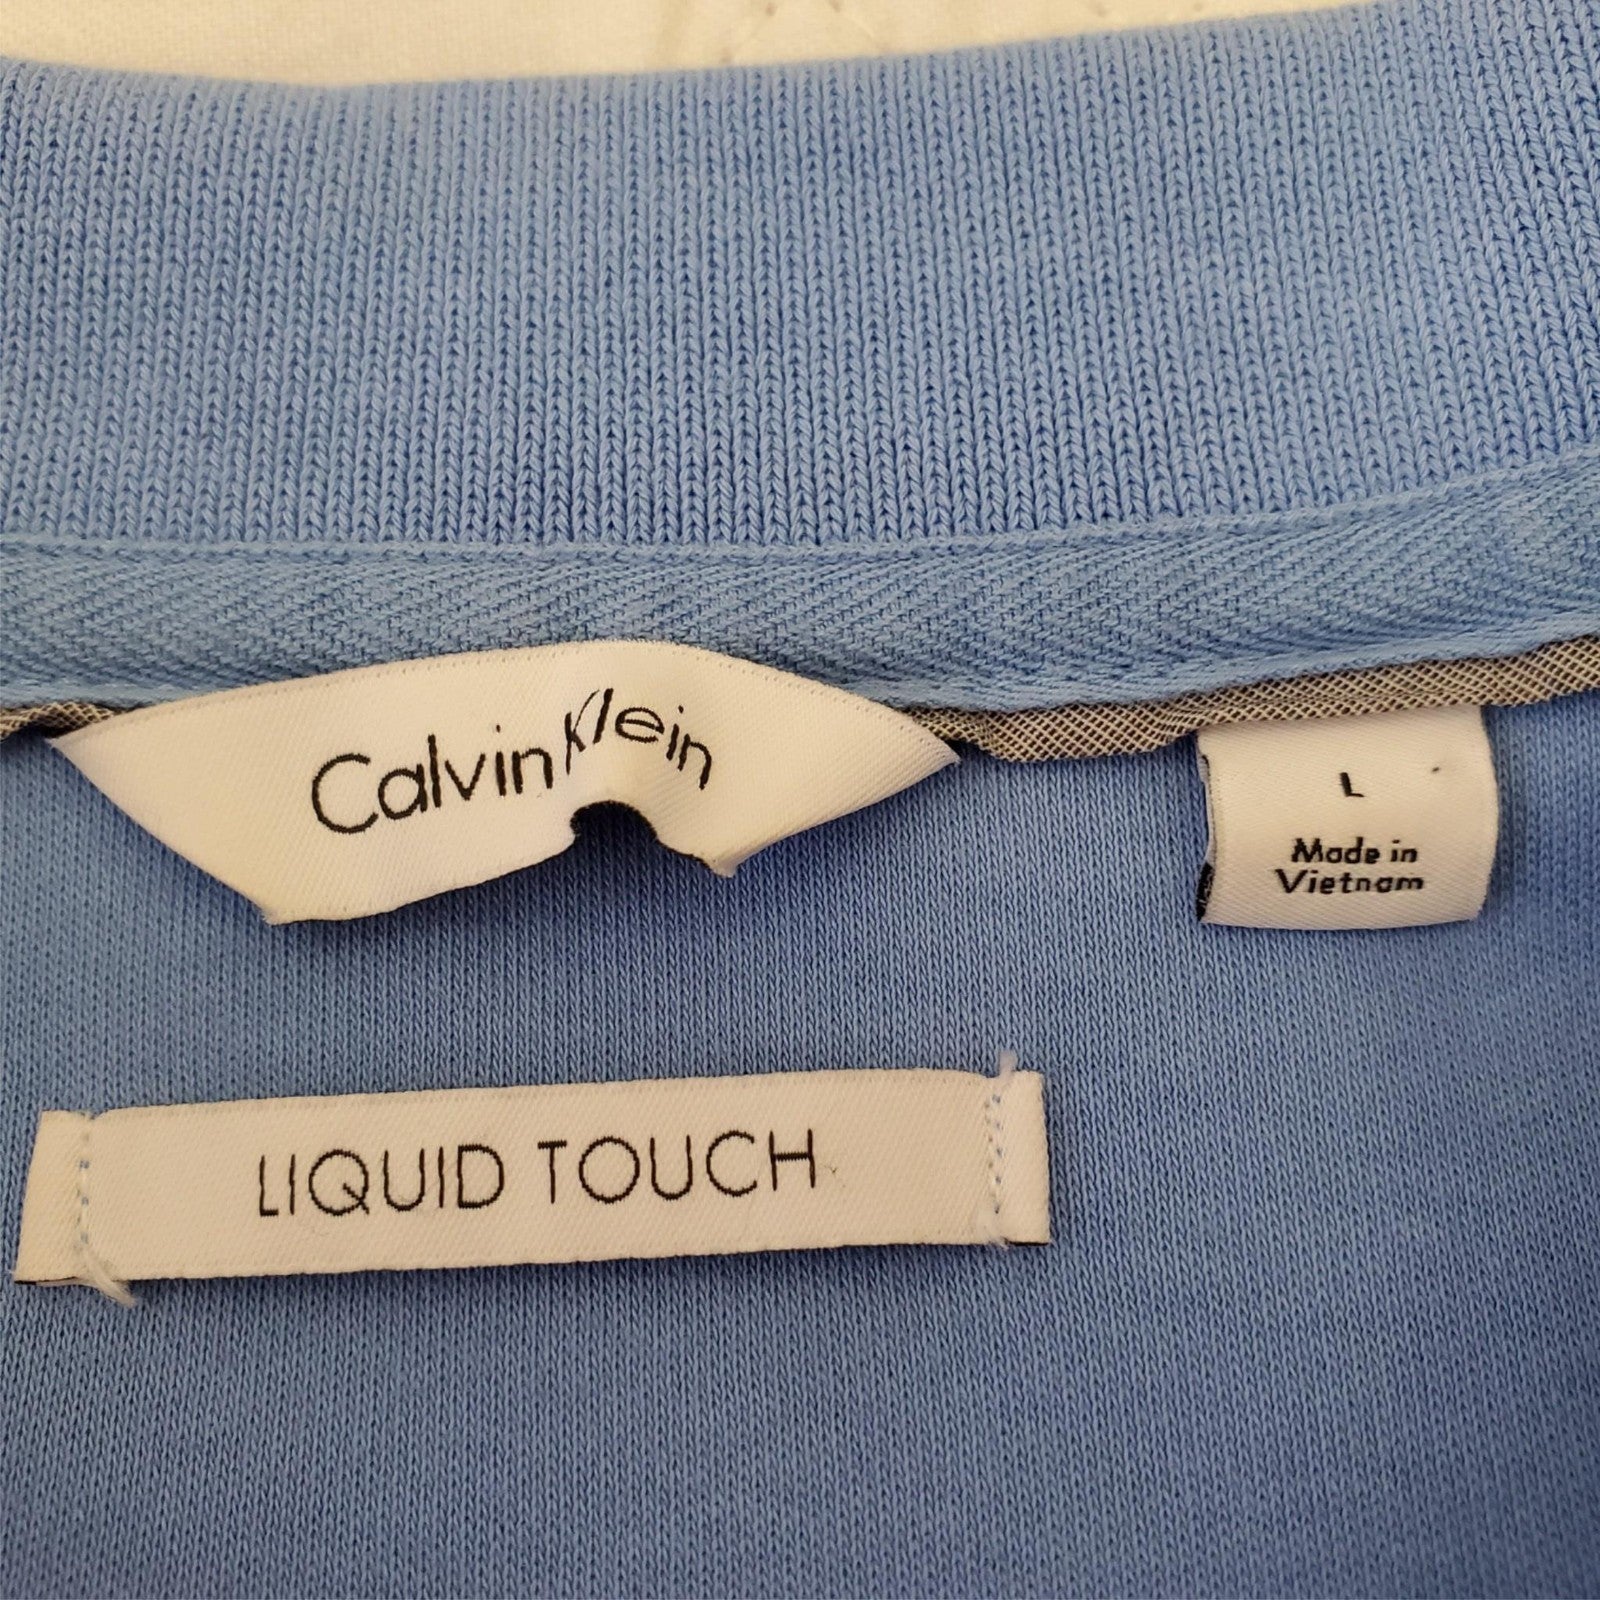 Calvin Klein
L
Made in
Vietnam
LIQUID TOUCH